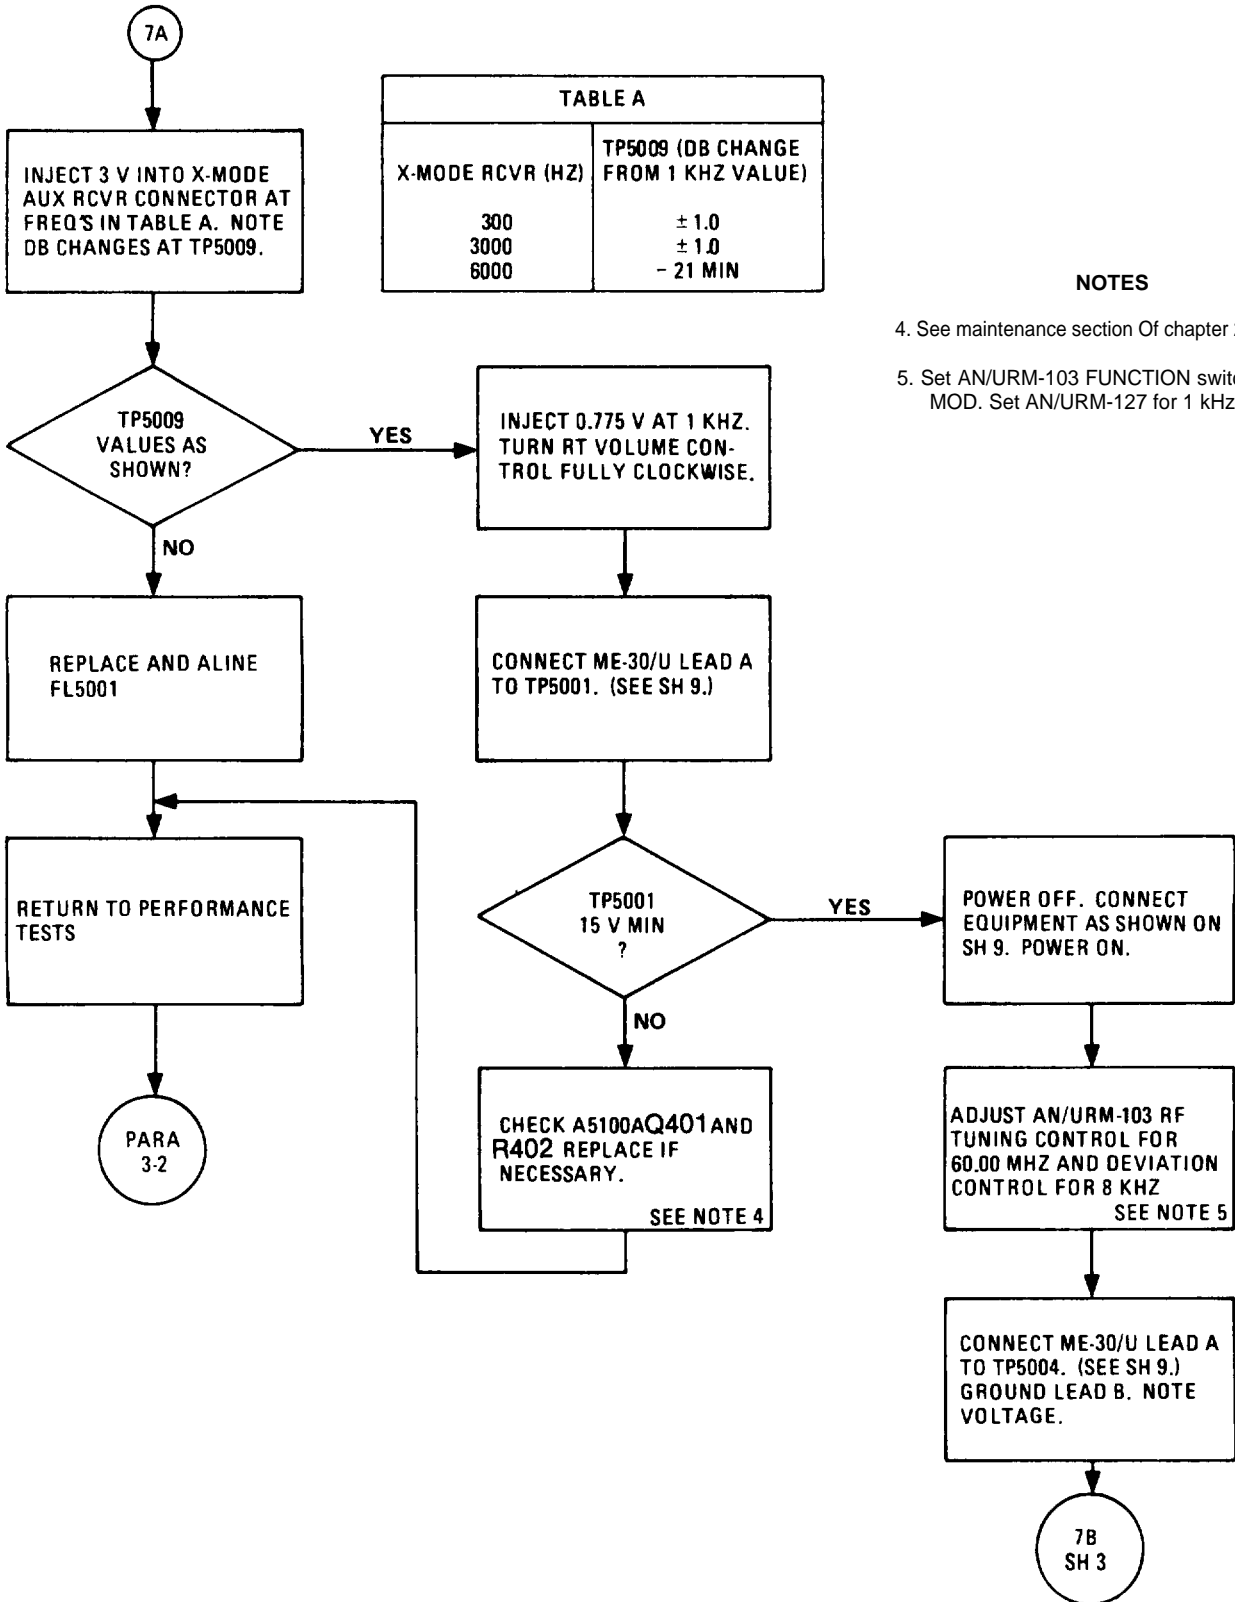 7A
INJECT 3 V INTO X-MODE
AUX RCVR CONNECTOR AT
FREQ'S IN TABLE A. NOTE
DB CHANGES AT TP5009.
TABLE A
X-MODE RCVR (HZ)
TP5009 (DB CHANGE
FROM 1 KHZ VALUE)
300 ± 1.0
3000 ± 1.0
6000 – 21 MIN
NOTES
4. See maintenance section Of chapter
5. Set AN/URM-103 FUNCTION
MOD. Set AN/URM-127 for 1 kHz
TP5009
VALUES AS
SHOWN?
YES
NO
INJECT 0.775 V AT 1 KHZ.
TURN RT VOLUME CON-
TROL FULLY CLOCKWISE.
REPLACE AND ALINE
FL5001
CONNECT ME-30/U LEAD A
TO TP5001. (SEE SH 9.)
RETURN TO PERFORMANCE
TESTS
PARA
3-2
TP5001
15 V MIN
?
YES
NO
CHECK A5100AQ401 AND
R402 REPLACE IF
NECESSARY.
SEE NOTE 4
POWER OFF. CONNECT
EQUIPMENT AS SHOWN ON
SH 9. POWER ON.
ADJUST AN/URM-103 RF
TUNING CONTROL FOR
60.00 MHZ AND DEVIATION
CONTROL FOR 8 KHZ
SEE NOTE 5
CONNECT ME-30/U LEAD A
TO TP5004. (SEE SH 9.)
GROUND LEAD B. NOTE
VOLTAGE.
7B
SH 3